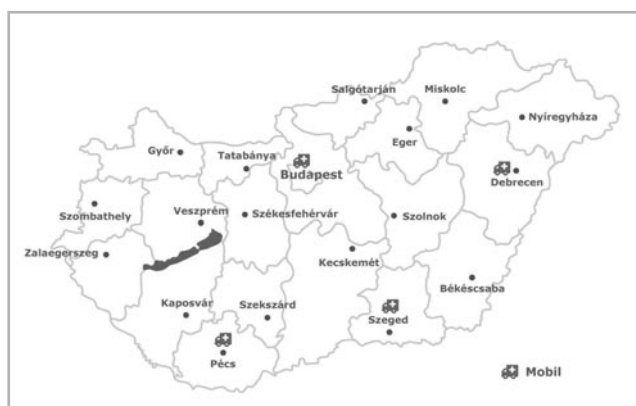 Salgótarján
Miskolc
Nyíregyháza
Eger
Győr
Tatabánya
Budapest
Debrecen
Szombathely
Veszprém
Székesfehérvár
Szolnok
Zalaegerszeg
Kecskemét
Békéscsaba
Kaposvár
Szekszárd
Szeged
Pécs
Mobil